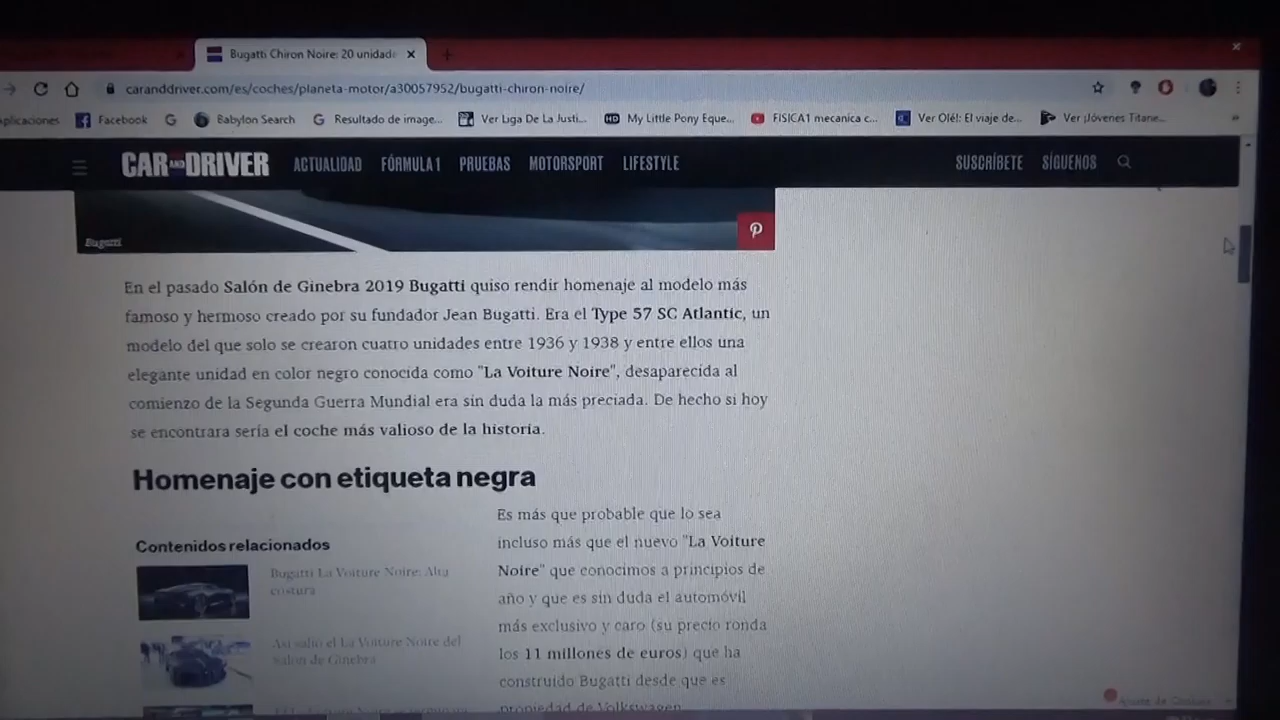 Bugatti Chiron Noire: 20 unidad
caranddriver.com/es/coches/planeta-motor/a30057952/bugatti-chiron-noire/
plicaciones Facebook Babylon Search Resultado de image... Ver Liga De La Justi... My Little Pony Eque... FISICA1 mecanica c... Ver ¡Olé!: El viaje de... Ver ¡Jóvenes Titane...
CAR AND DRIVER ACTUALIDAD FÓRMULA 1 PRUEBAS MOTORSPORT LIFESTYLE SUSCRÍBETE SÍGUENOS
Bugatti
En el pasado Salón de Ginebra 2019 Bugatti quiso rendir homenaje al modelo más
famoso y hermoso creado por su fundador Jean Bugatti. Era el Type 57 SC Atlantic, un
modelo del que solo se crearon cuatro unidades entre 1936 y 1938 y entre ellos una
elegante unidad en color negro conocida como "La Voiture Noire", desaparecida al
comienzo de la Segunda Guerra Mundial era sin duda la más preciada. De hecho si hoy
se encontrara sería el coche más valioso de la historia.
Homenaje con etiqueta negra
Contenidos relacionados
Bugatti La Voiture Noire: Alta
costura
Así salió el La Voiture Noire del
Salón de Ginebra
Es más que probable que lo sea
incluso más que el nuevo "La Voiture
Noire" que conocimos a principios de
año y que es sin duda el automóvil
más exclusivo y caro (su precio ronda
los 11 millones de euros) que ha
construido Bugatti desde que es
propiedad de Volkswagen